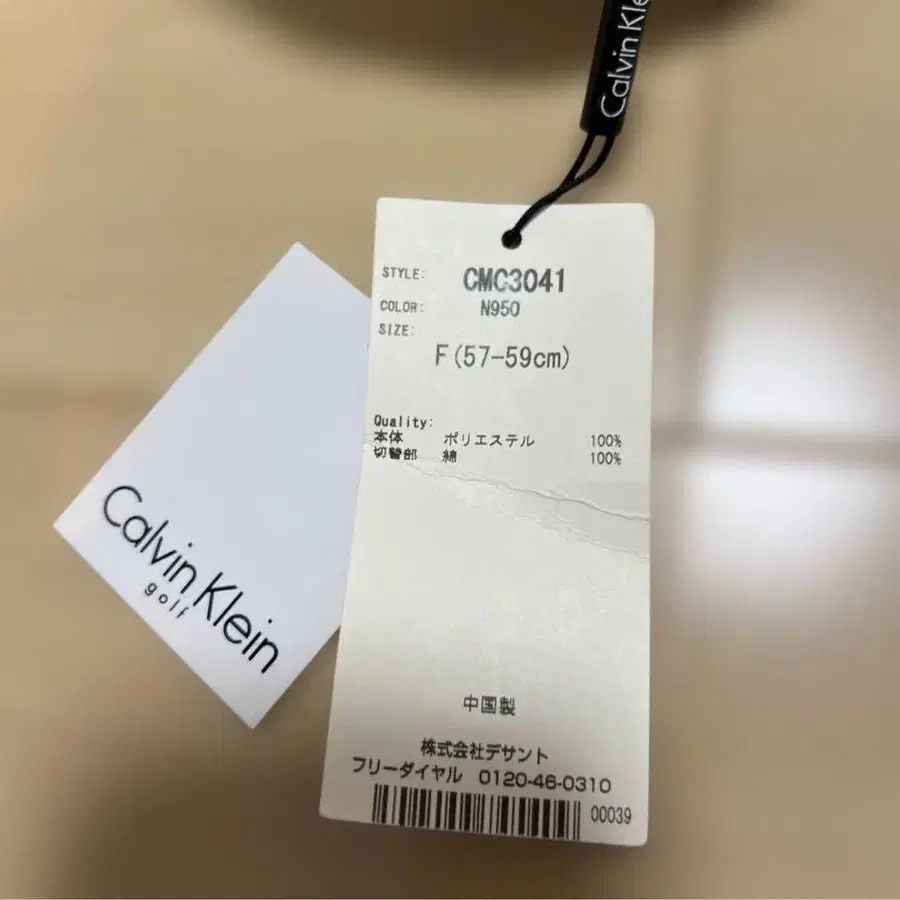 Calvin Kle
STYLE: CMC3041
COLOR: N950
SIZE:
F(57-59cm)
Quality:
本体 ポリエステル 100%
切替部 綿 100%
中国製
株式会社デサント
フリーダイヤル 0120-46-0310
00039
Calvin Klein
golf